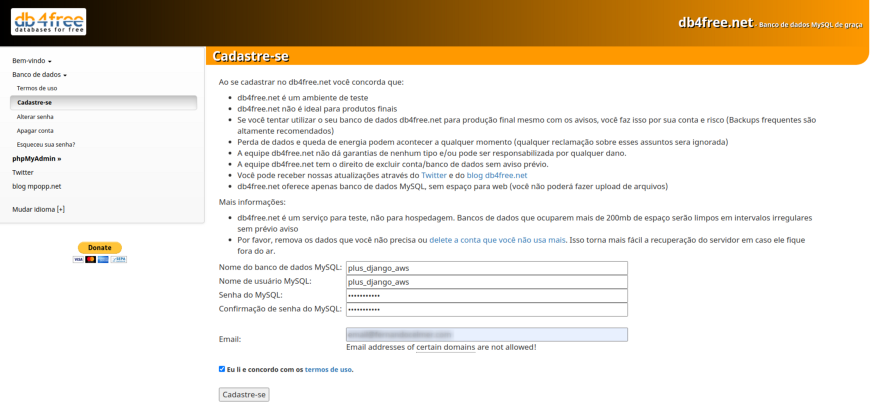 db4free
databases for free
db4free.net - Banco de dados MySQL de graça
Bem-vindo
Banco de dados
Termos de uso
Cadastre-se
Alterar senha
Apagar conta
Esqueceu sua senha?
phpMyAdmin »
Twitter
blog mpopp.net
Mudar idioma [+]
Donate
VISA
Cadastre-se
Ao se cadastrar no db4free.net você concorda que:
db4free.net é um ambiente de teste
db4free.net não é ideal para produtos finais
Se você tentar utilizar o seu banco de dados db4free.net para produção final mesmo com os avisos, você faz isso por sua conta e risco (Backups frequentes são
altamente recomendados)
Perda de dados e queda de energia podem acontecer a qualquer momento (qualquer reclamação sobre esses assuntos sera ignorada)
A equipe db4free.net não dá garantias de nenhum tipo e/ou pode ser responsabilizada por qualquer dano.
A equipe db4free.net tem o direito de excluir conta/banco de dados sem aviso prévio.
Você pode receber nossas atualizações através do Twitter e do blog db4free.net
db4free.net oferece apenas banco de dados MySQL, sem espaço para web (você não poderá fazer upload de arquivos)
Mais informações:
db4free.net é um serviço para teste, não para hospedagem. Bancos de dados que ocuparem mais de 200mb de espaço serão limpos em intervalos irregulares
sem prévio aviso
Por favor, remova os dados que você não precisa ou delete a conta que você não usa mais. Isso torna mais fácil a recuperação do servidor em caso ele fique
fora do ar.
Nome do banco de dados MySQL: plus_django_aws
Nome de usuário MySQL: plus_django_aws
Senha do MySQL: •••••••••••
Confirmação de senha do MySQL: •••••••••••
Email:
Email addresses of certain domains are not allowed!
Eu li e concordo com os termos de uso.
Cadastre-se